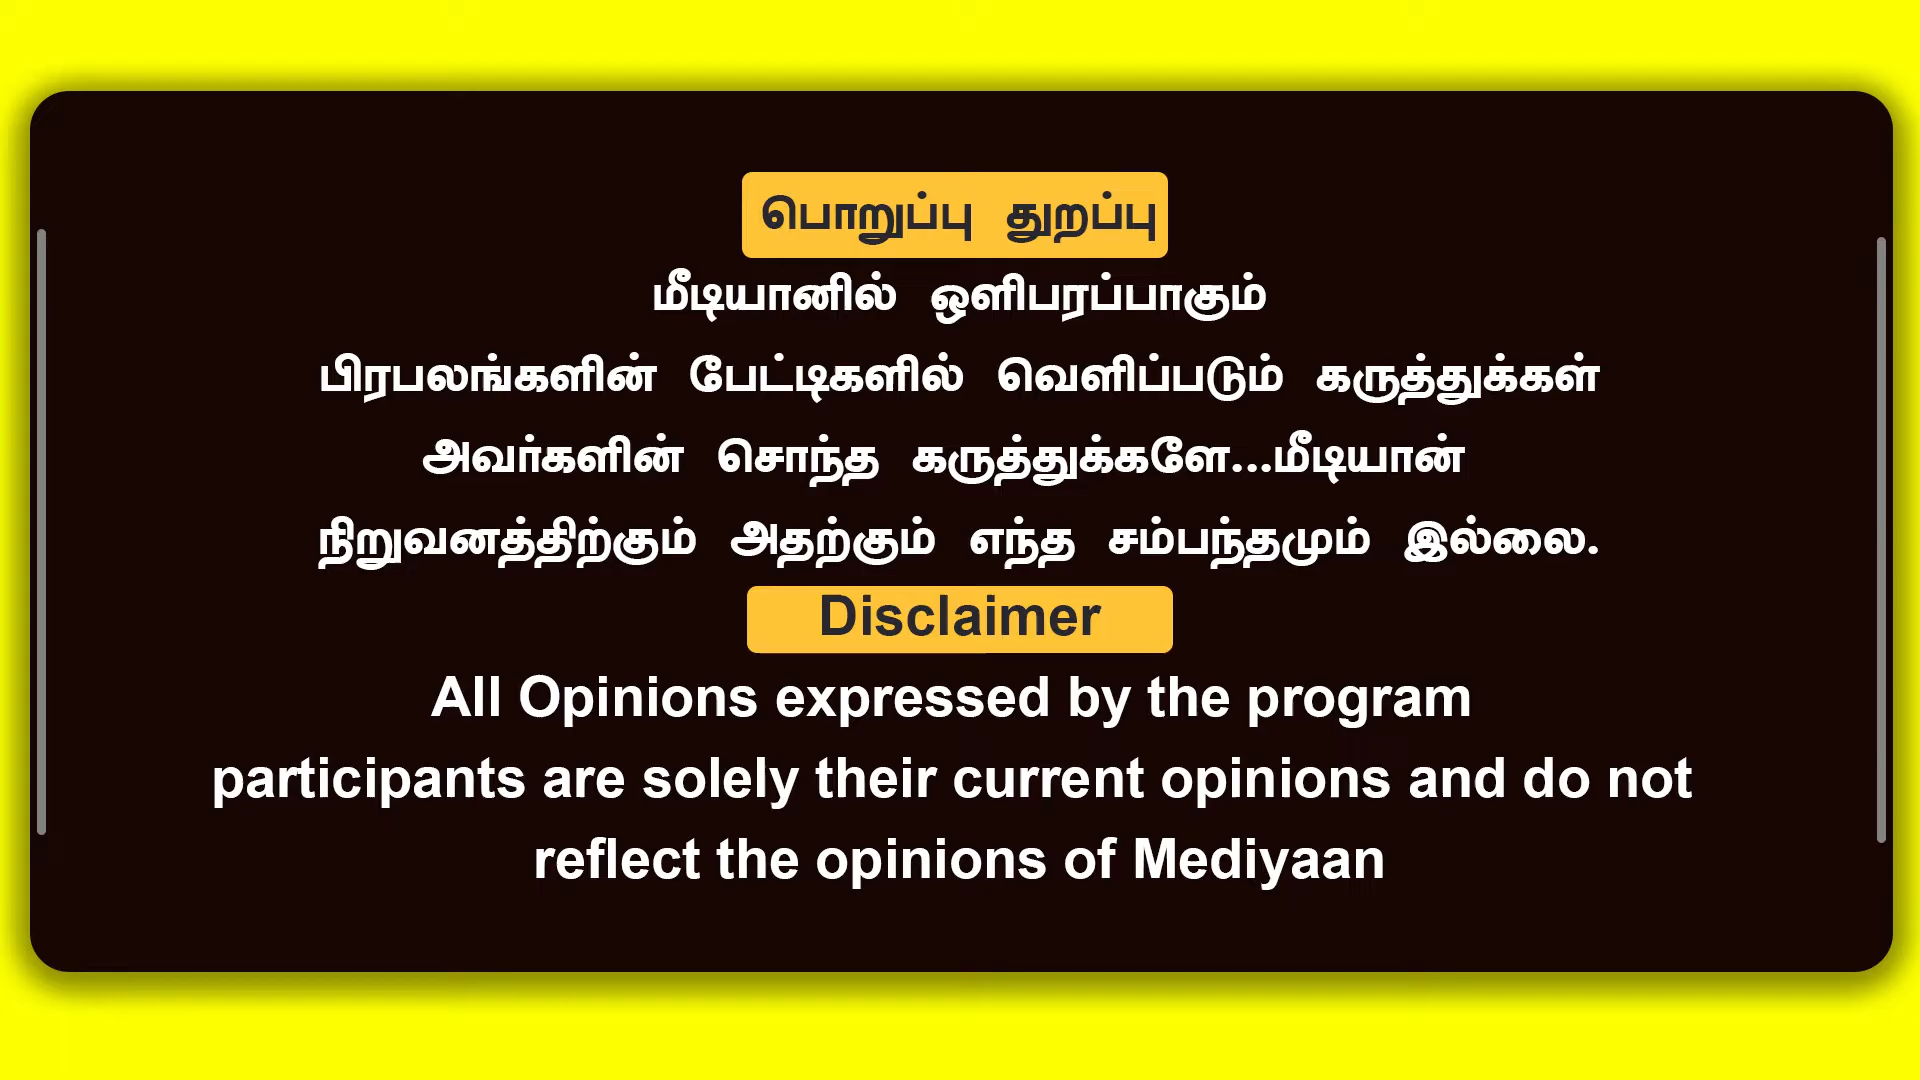 பொறுப்பு துறப்பு
மீடியானில் ஒளிபரப்பாகும்
பிரபலங்களின் பேட்டிகளில் வெளிப்படும் கருத்துக்கள்
அவர்களின் சொந்த கருத்துக்களே...மீடியான்
நிறுவனத்திற்கும் அதற்கும் எந்த சம்பந்தமும் இல்லை.
Disclaimer
All Opinions expressed by the program
participants are solely their current opinions and do not
reflect the opinions of Mediyaan